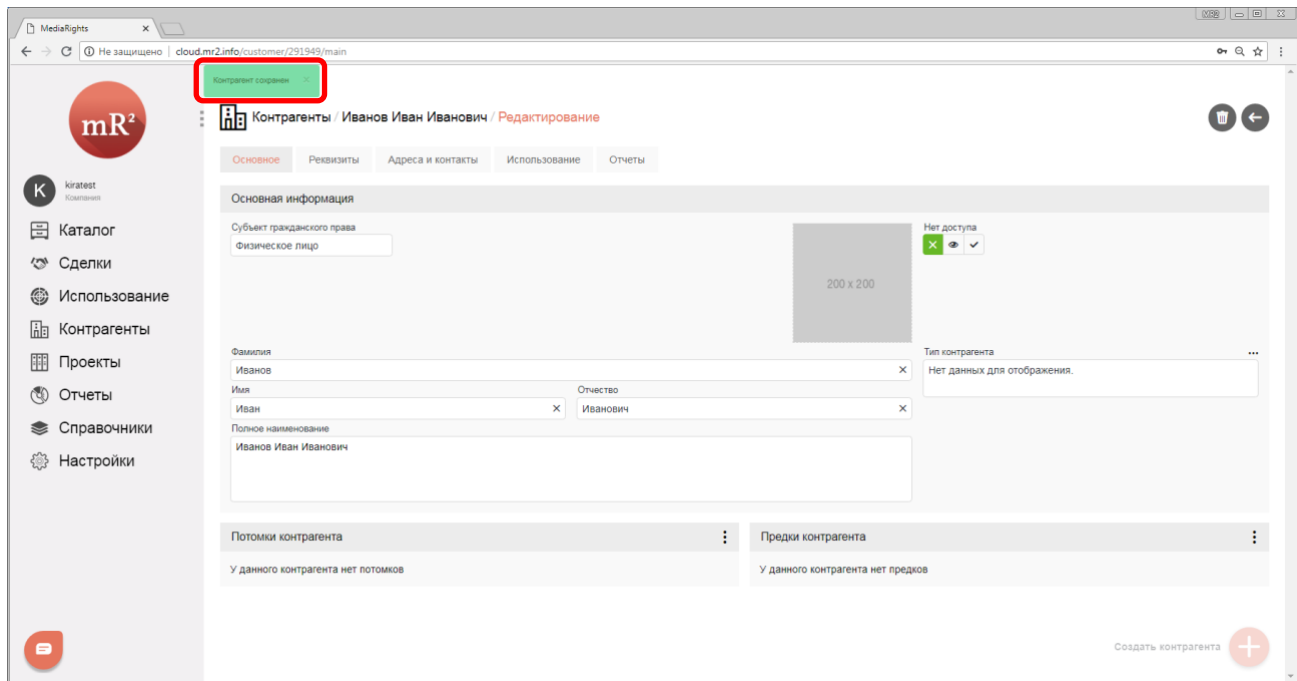 MediaRights
MR2
Не защищено | cloud.mr2.info/customer/291949/main
Контрагент сохранен
mR²
Контрагенты / Иванов Иван Иванович / Редактирование
Основное Реквизиты Адреса и контакты Использование Отчеты
K
kiratest
Компания
Каталог
Сделки
Использование
Контрагенты
Проекты
Отчеты
Справочники
Настройки
Основная информация
Субъект гражданского права
Физическое лицо
200 x 200
Нет доступа
Фамилия
Иванов
Тип контрагента
Нет данных для отображения.
Имя
Иван
Отчество
Иванович
Полное наименование
Иванов Иван Иванович
Потомки контрагента
У данного контрагента нет потомков
Предки контрагента
У данного контрагента нет предков
Создать контрагента